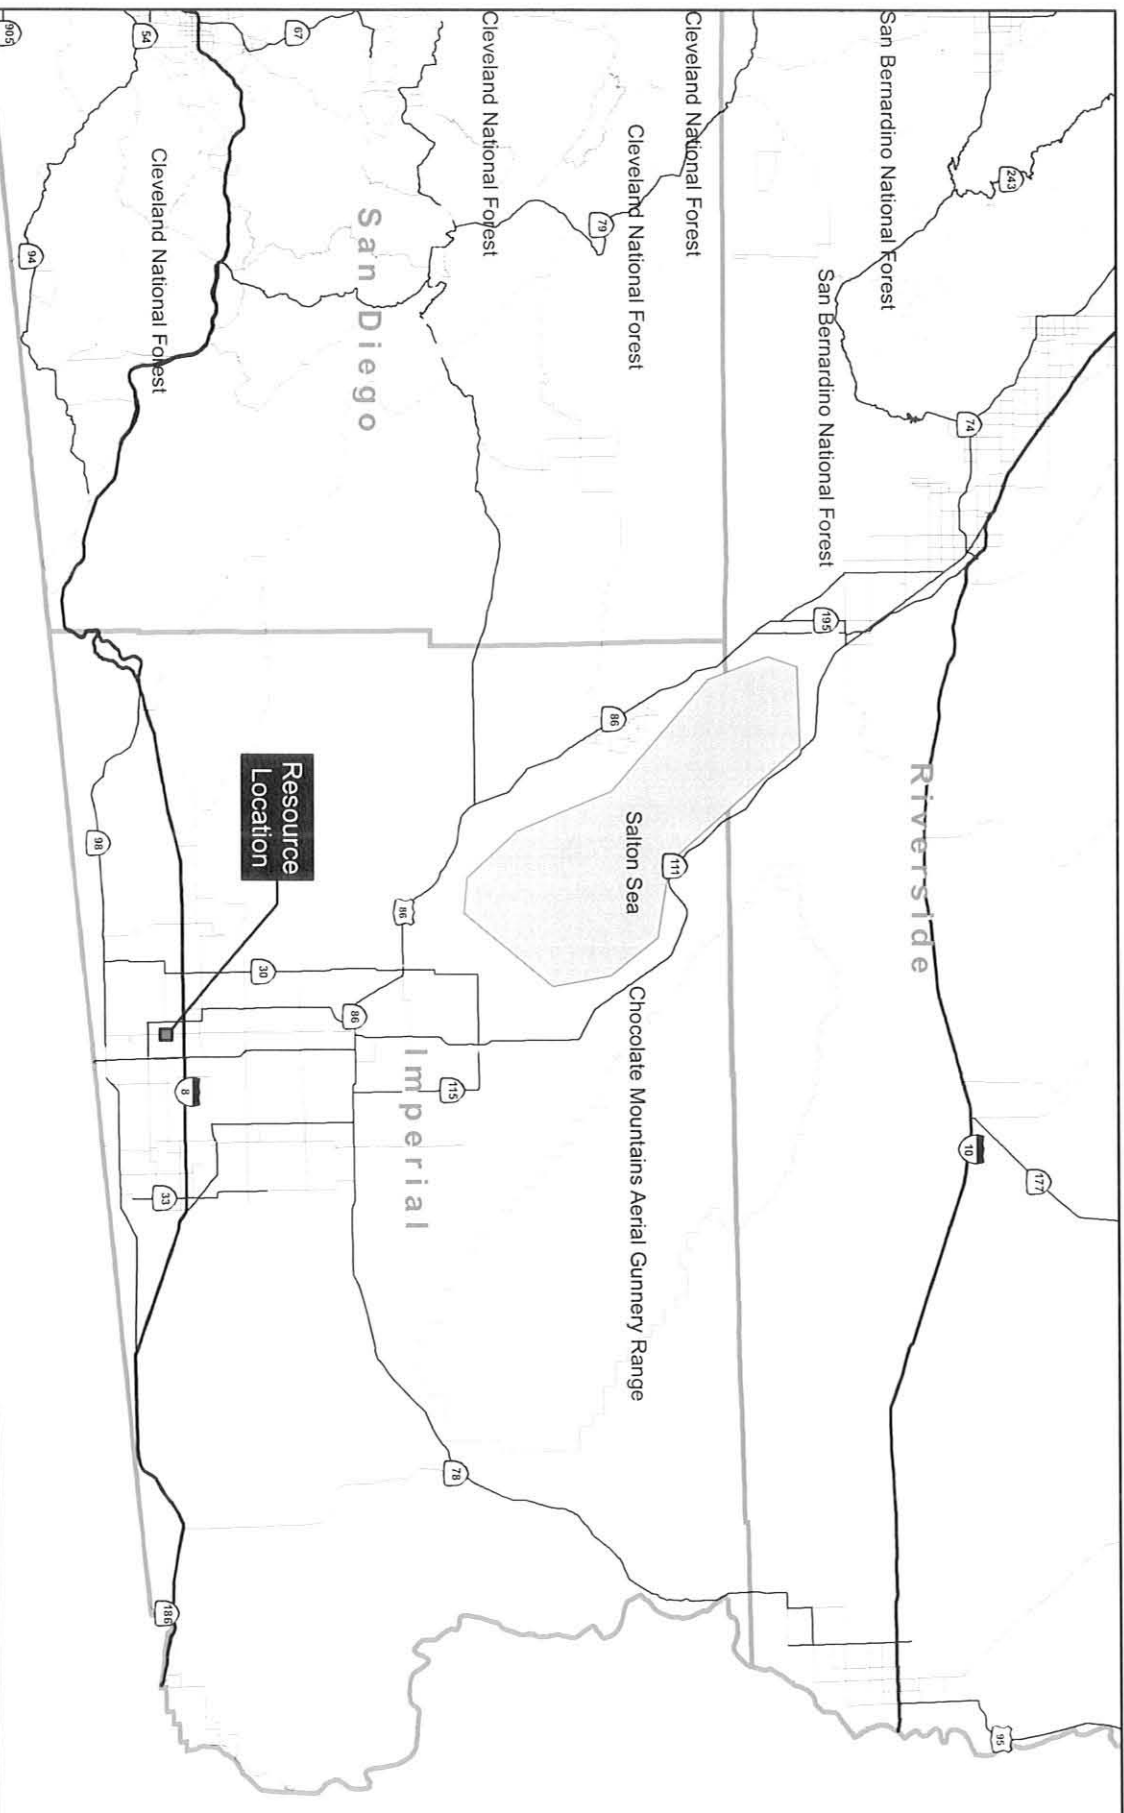 San Bernardino National Forest
243
San Bernardino National Forest
74
195
Riverside
10
177
95
Cleveland National Forest
Cleveland National Forest
79
Cleveland National Forest
86
Salton Sea
111
Chocolate Mountains Aerial Gunnery Range
San Diego
86
86
115
Imperial
78
67
54
905
Cleveland National Forest
94
Resource
Location
98
30
8
33
186